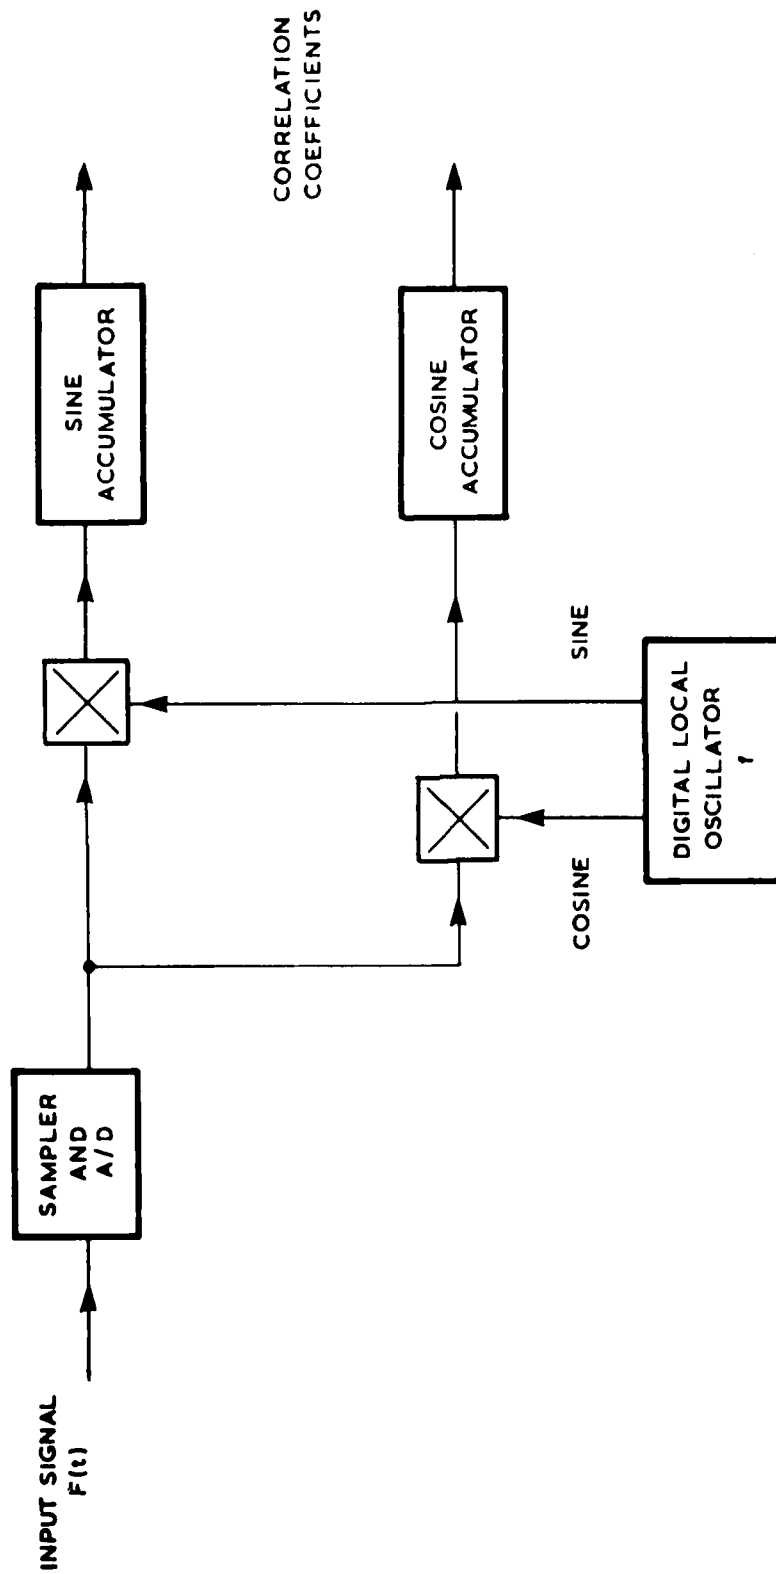 INPUT SIGNAL
F(t)
SAMPLER
AND
A/D
SINE
ACCUMULATOR
CORRELATION
COEFFICIENTS
COSINE
ACCUMULATOR
COSINE
SINE
DIGITAL LOCAL
OSCILLATOR
f